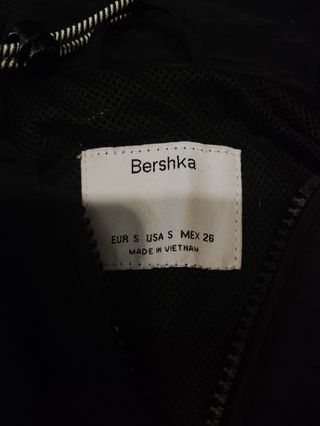 Bershka
EUR S USA S MEX 26
MADE IN VIETNAM